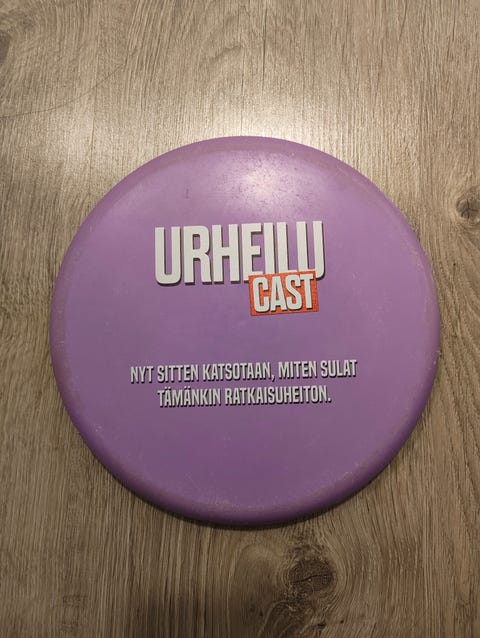 URHEILU
CAST
NYT SITTEN KATSOTAAN, MITEN SULAT
TÄMÄNKIN RATKAISUHEITON.